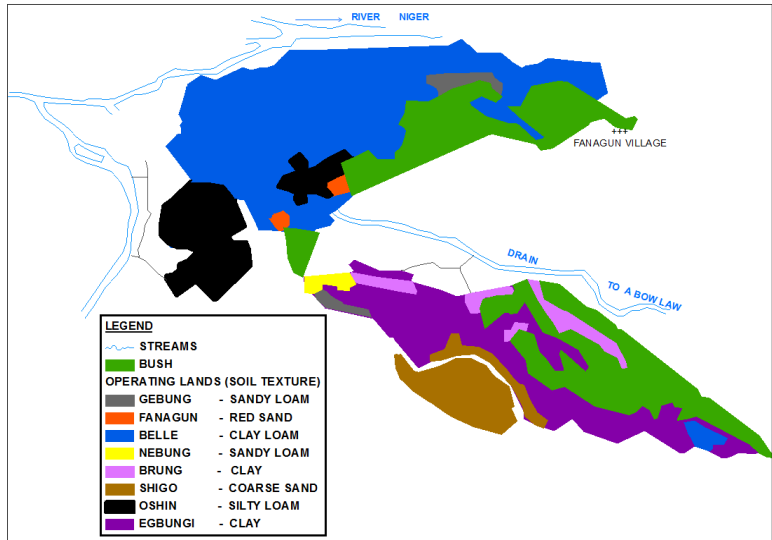 RIVER NIGER
+++
FANAGUN VILLAGE
DRAIN
TO A BOW LAW
LEGEND
STREAMS
BUSH
OPERATING LANDS (SOIL TEXTURE)
GEBUNG - SANDY LOAM
FANAGUN - RED SAND
BELLE - CLAY LOAM
NEBUNG - SANDY LOAM
BRUNG - CLAY
SHIGO - COARSE SAND
OSHIN - SILTY LOAM
EGBUNGI - CLAY